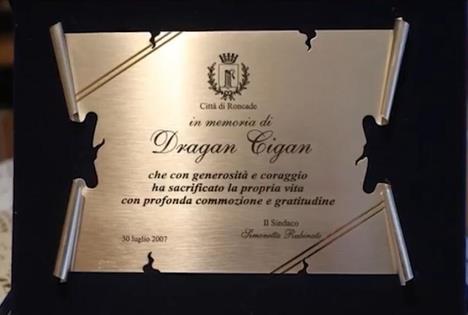 Città di Roncade
in memoria di
Dragan Cigan
che con generosità e coraggio
ha sacrificato la propria vita
con profonda commozione e gratitudine
Il Sindaco
30 luglio 2007 Simonetta Rubinato